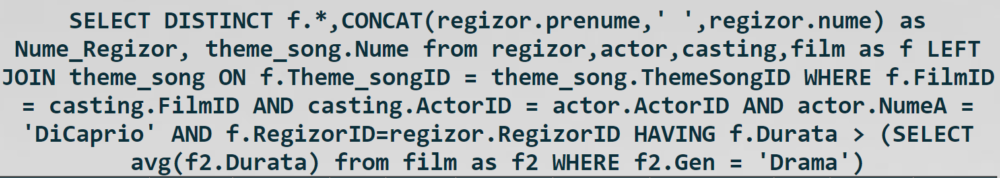 SELECT DISTINCT f.*,CONCAT(regizor.prenume,' ',regizor.nume) as
Nume_Regizor, theme_song.Nume from regizor,actor,casting,film as f LEFT
JOIN theme_song ON f.Theme_songID = theme_song.ThemeSongID WHERE f.FilmID
= casting.FilmID AND casting.ActorID = actor.ActorID AND actor.NumeA =
'DiCaprio' AND f.RegizorID=regizor.RegizorID HAVING f.Durata > (SELECT
avg(f2.Durata) from film as f2 WHERE f2.Gen = 'Drama')